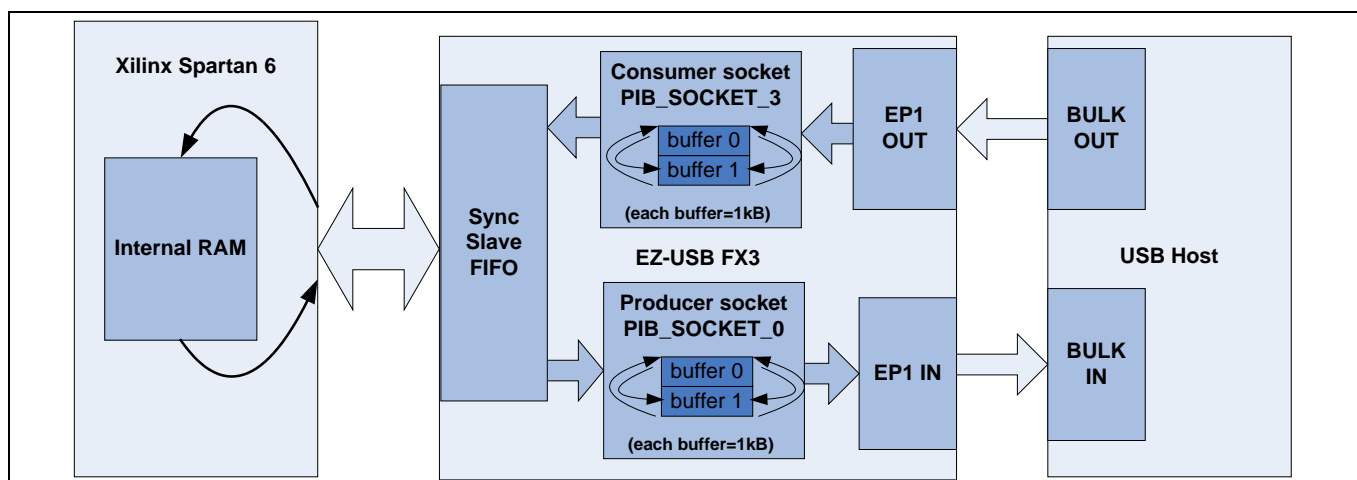 Xilinx Spartan 6
Internal RAM
Sync
Slave
FIFO
Consumer socket
PIB_SOCKET_3
buffer 0
buffer 1
(each buffer=1kB)
EZ-USB FX3
Producer socket
PIB_SOCKET_0
buffer 0
buffer 1
(each buffer=1kB)
EP1
OUT
EP1 IN
BULK
OUT
USB Host
BULK
IN